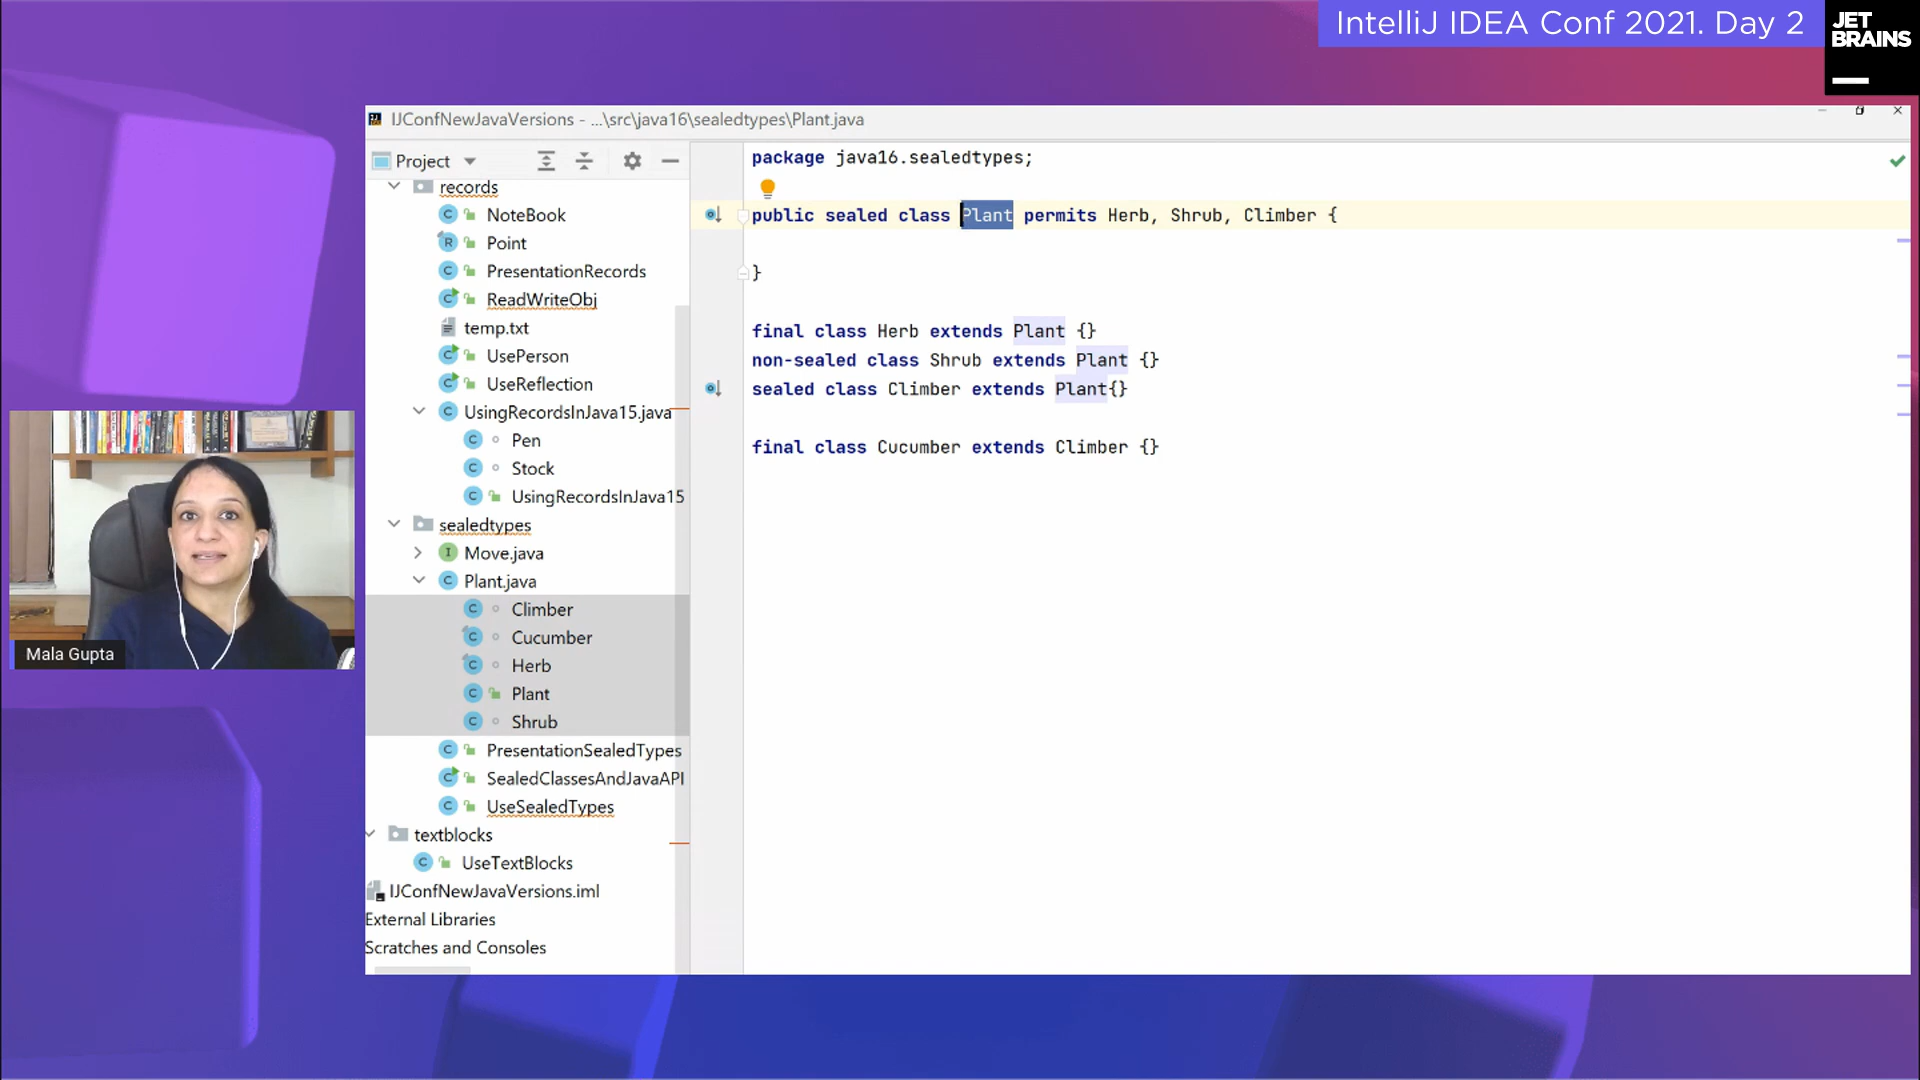 IntelliJ IDEA Conf 2021. Day 2
JET
BRAINS
IJConfNewJavaVersions - ...\src\java16\sealedtypes\Plant.java
Project
records
NoteBook
Point
PresentationRecords
ReadWriteObj
temp.txt
UsePerson
UseReflection
UsingRecordsInJava15.java
Pen
Stock
UsingRecordsInJava15
sealedtypes
Move.java
Plant.java
Climber
Cucumber
Herb
Plant
Shrub
PresentationSealedTypes
SealedClassesAndJavaAPI
UseSealedTypes
textblocks
UseTextBlocks
IJConfNewJavaVersions.iml
External Libraries
Scratches and Consoles
package java16.sealedtypes;
public sealed class Plant permits Herb, Shrub, Climber {
}
final class Herb extends Plant {}
non-sealed class Shrub extends Plant {}
sealed class Climber extends Plant{}
final class Cucumber extends Climber {}
Mala Gupta